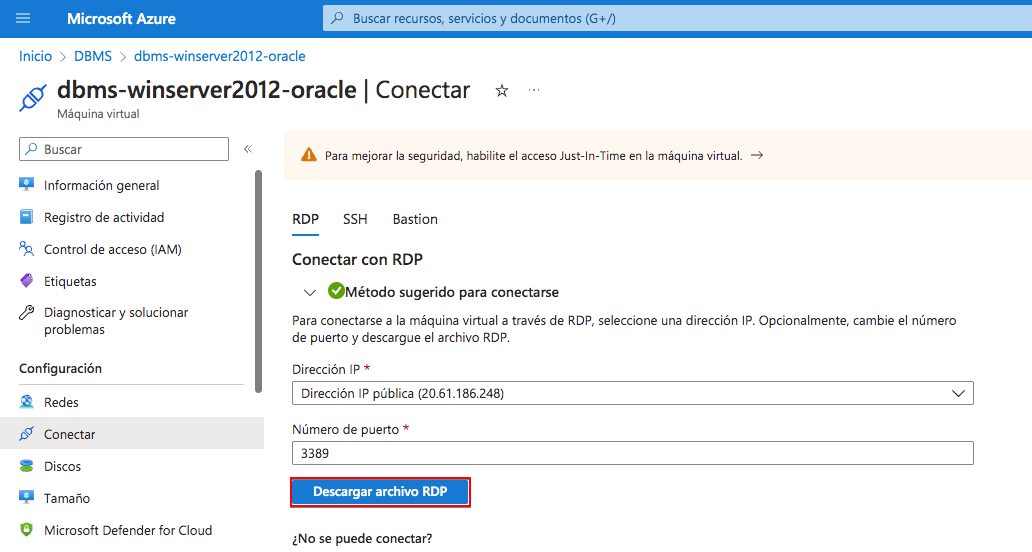 Microsoft Azure
Buscar recursos, servicios y documentos (G+/)
Inicio > DBMS > dbms-winserver2012-oracle
dbms-winserver2012-oracle | Conectar
Máquina virtual
Buscar
Información general
Registro de actividad
Control de acceso (IAM)
Etiquetas
Diagnosticar y solucionar
problemas
Configuración
Redes
Conectar
Discos
Tamaño
Microsoft Defender for Cloud
Para mejorar la seguridad, habilite el acceso Just-In-Time en la máquina virtual. →
RDP SSH Bastion
Conectar con RDP
Método sugerido para conectarse
Para conectarse a la máquina virtual a través de RDP, seleccione una dirección IP. Opcionalmente, cambie el número
de puerto y descargue el archivo RDP.
Dirección IP *
Dirección IP pública (20.61.186.248)
Número de puerto *
3389
Descargar archivo RDP
¿No se puede conectar?